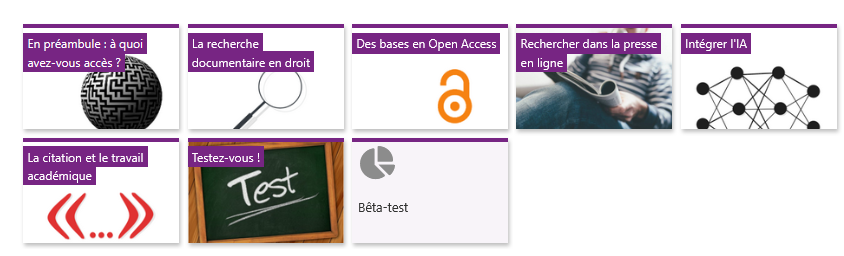 En préambule : à quoi
avez-vous accès ?
La recherche
documentaire en droit
Des bases en Open Access
Rechercher dans la presse
en ligne
Intégrer l'IA
La citation et le travail
académique
«...»
Testez-vous !
Test
Bêta-test